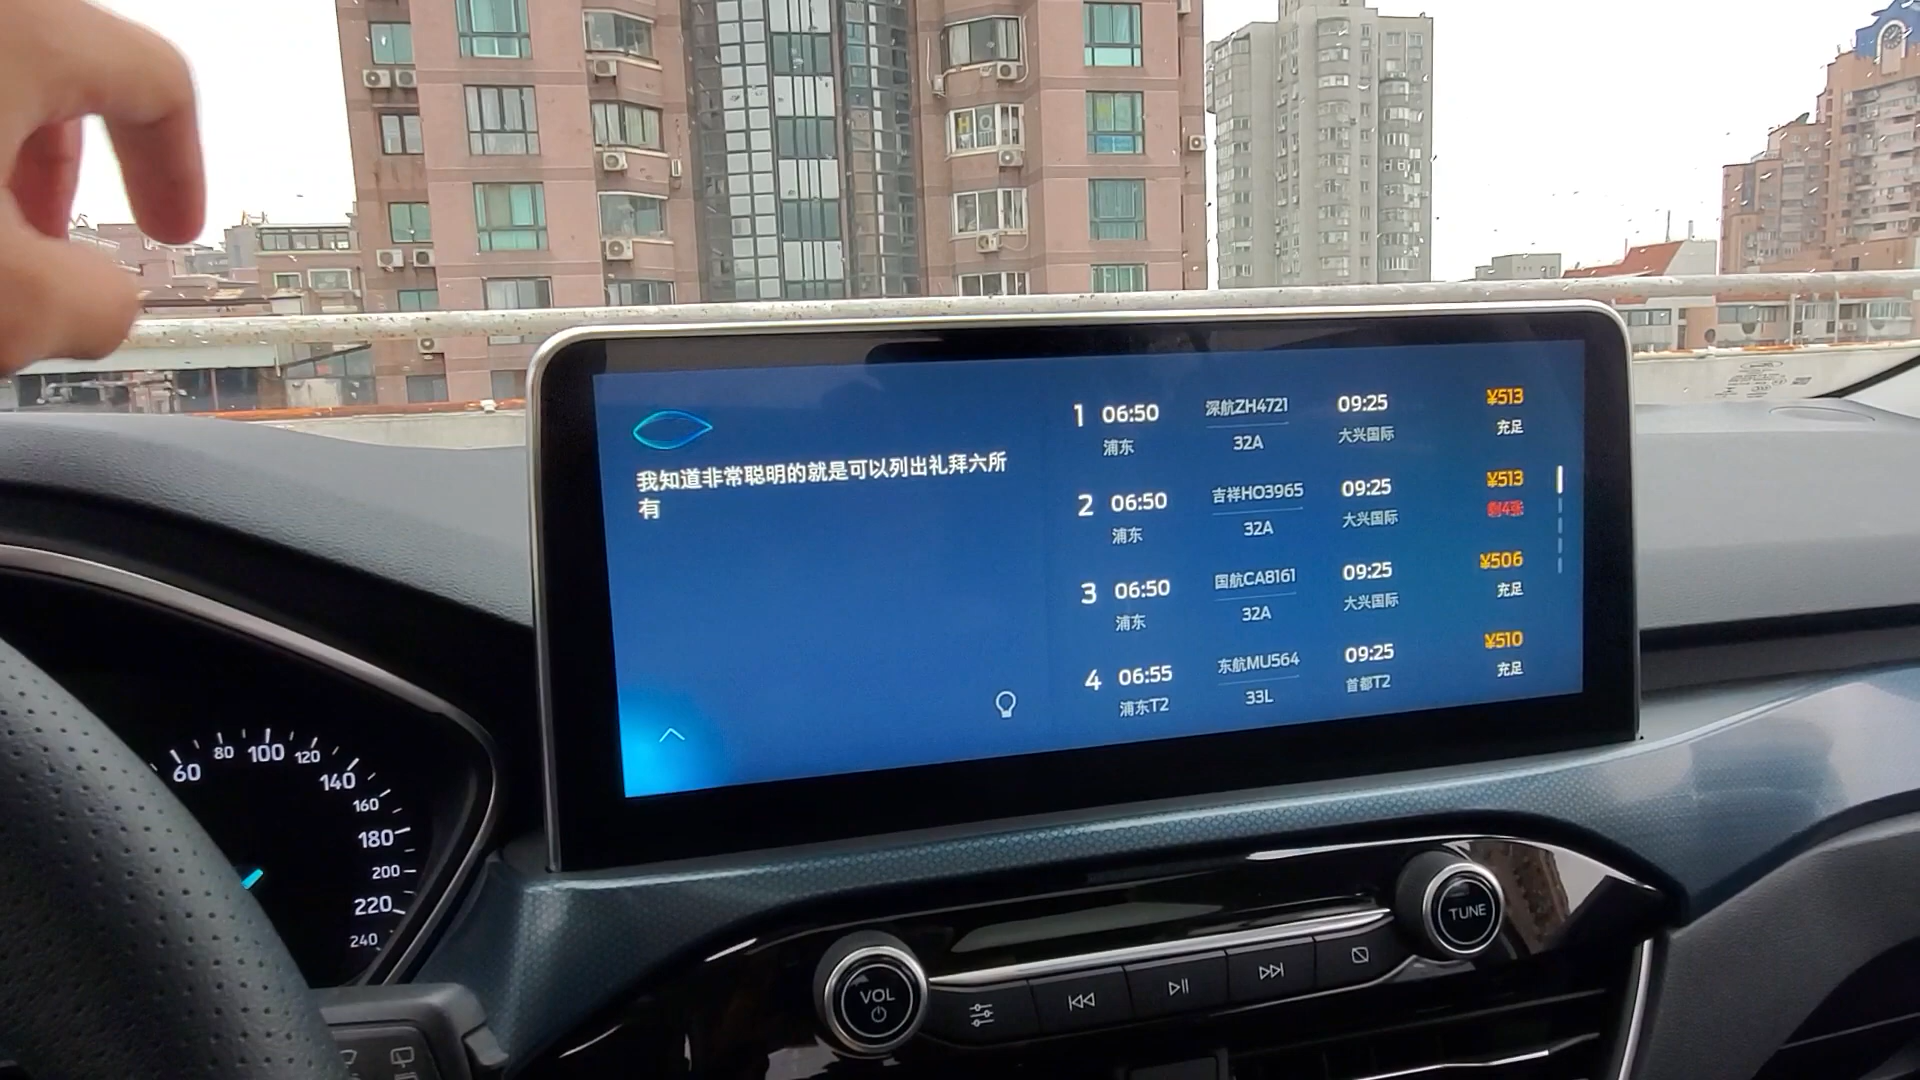 我知道非常聪明的就是可以列出礼拜六所
有
1 06:50 深航ZH4721 09:25 ¥513
浦东 32A 大兴国际 充足
2 06:50 吉祥HO3965 09:25 ¥513
浦东 32A 大兴国际 剩4张
3 06:50 国航CA8161 09:25 ¥506
浦东 32A 大兴国际 充足
4 06:55 东航MU564 09:25 ¥510
浦东T2 33L 首都T2 充足
60 80 100 120 140 160 180 200 220 240
VOL
TUNE